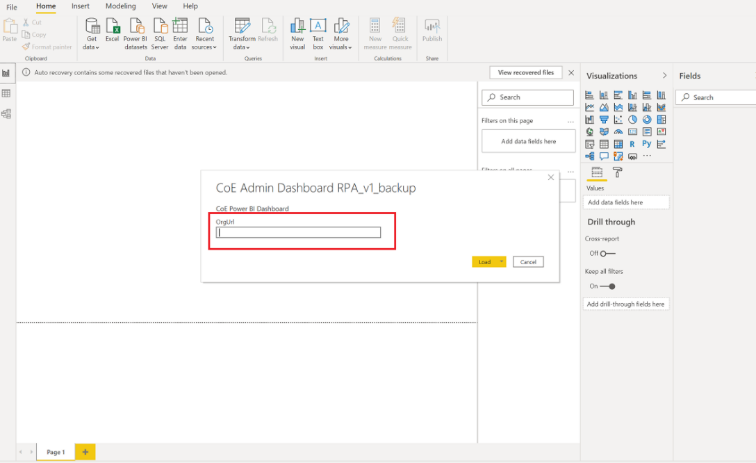 File Home Insert Modeling View Help
Paste
Cut
Copy
Format painter
Get data
Excel
Power BI datasets
SQL Server
Enter data
Recent sources
Transform data
Refresh
New visual
Text box
More visuals
New measure
Quick measure
Publish
Clipboard Data Queries Insert Calculations Share
Auto recovery contains some recovered files that haven't been opened.
View recovered files
Search
Filters on this page
Add data fields here
CoE Admin Dashboard RPA_v1_backup
CoE Power BI Dashboard
OrgUrl
Load
Cancel
Visualizations
R Py
Values
Add data fields here
Drill through
Cross-report
Off
Keep all filters
On
Add drill-through fields here
Fields
Search
Page 1